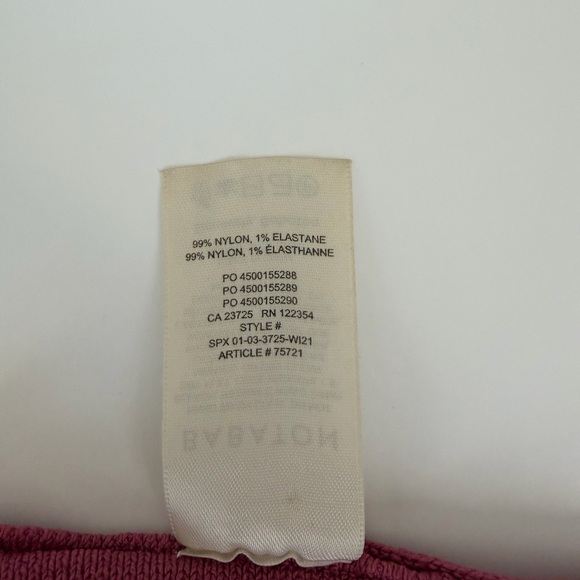 99% NYLON, 1% ELASTANE
99% NYLON, 1% ÉLASTHANNE
PO 4500155288
PO 4500155289
PO 4500155290
CA 23725 RN 122354
STYLE #
SPX 01-03-3725-WI21
ARTICLE # 75721
BABATON